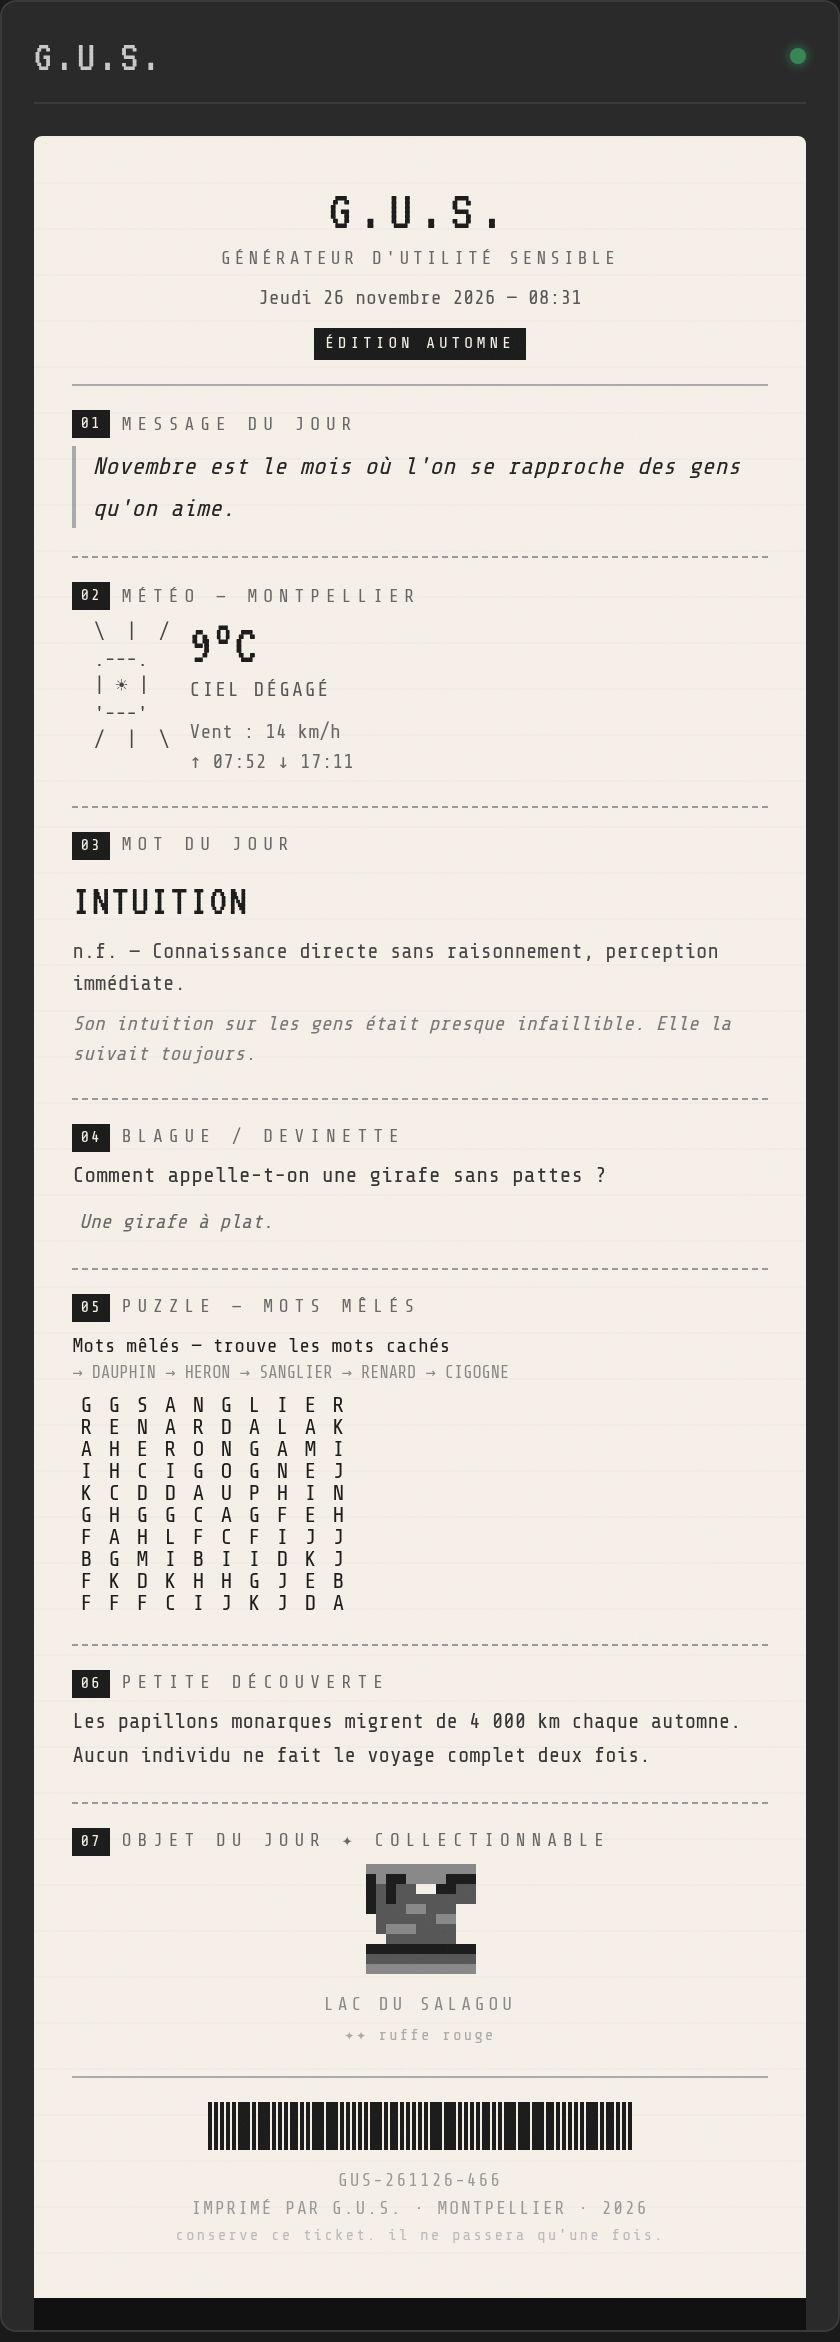 G.U.S.
G.U.S.
GÉNÉRATEUR D'UTILITÉ SENSIBLE
Jeudi 26 novembre 2026 — 08:31
ÉDITION AUTOMNE
01 MESSAGE DU JOUR
Novembre est le mois où l'on se rapproche des gens
qu'on aime.
02 MÉTÉO — MONTPELLIER
9°C
CIEL DÉGAGÉ
Vent : 14 km/h
↑ 07:52 ↓ 17:11
03 MOT DU JOUR
INTUITION
n.f. — Connaissance directe sans raisonnement, perception
immédiate.
Son intuition sur les gens était presque infaillible. Elle la
suivait toujours.
04 BLAGUE / DEVINETTE
Comment appelle-t-on une girafe sans pattes ?
Une girafe à plat.
05 PUZZLE — MOTS MÊLÉS
Mots mêlés — trouve les mots cachés
→ DAUPHIN → HERON → SANGLIER → RENARD → CIGOGNE
G G S A N G L I E R
R E N A R D A L A K
A H E R O N G A M I
I H C I G O G N E J
K C D D A U P H I N
G H G G C A G F E H
F A H L F C F I J J
B G M I B I I D K J
F K D K H H G J E B
F F F C I J K J D A
06 PETITE DÉCOUVERTE
Les papillons monarques migrent de 4 000 km chaque automne.
Aucun individu ne fait le voyage complet deux fois.
07 OBJET DU JOUR ✦ COLLECTIONNABLE
LAC DU SALAGOU
✦✦ ruffe rouge
GUS-261126-466
IMPRIMÉ PAR G.U.S. · MONTPELLIER · 2026
conserve ce ticket. il ne passera qu'une fois.